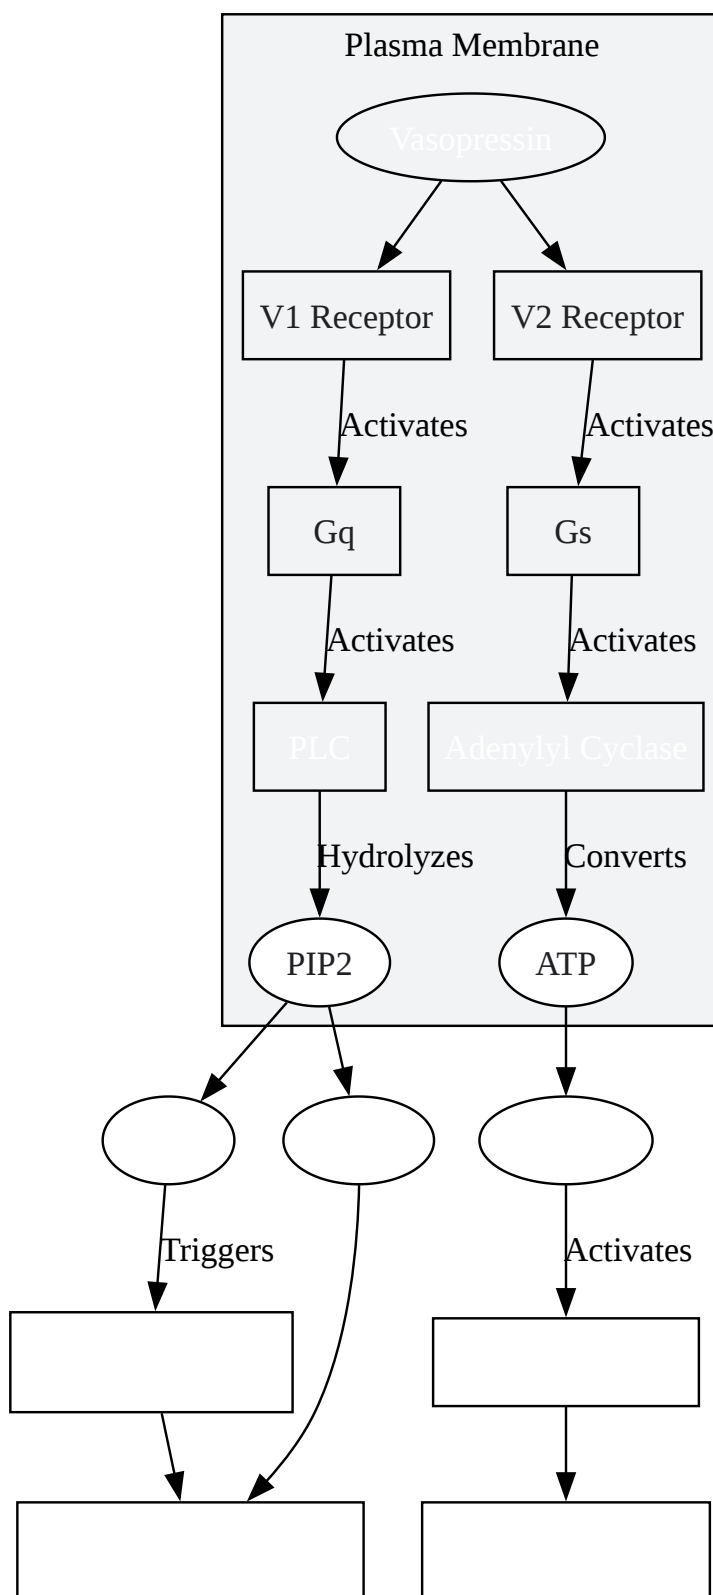 Plasma Membrane
Vasopressin
V1 Receptor
V2 Receptor
Activates
Activates
Gq
Gs
Activates
Activates
PLC
Adenylyl Cyclase
Hydrolyzes
Converts
PIP2
ATP
Triggers
Activates